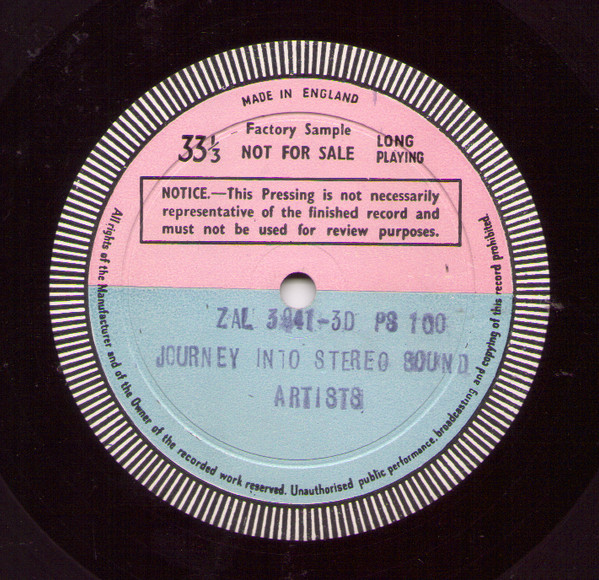 MADE IN ENGLAND
Factory Sample
33⅓ NOT FOR SALE LONG PLAYING
NOTICE.—This Pressing is not necessarily
representative of the finished record and
must not be used for review purposes.
ZAL 3941-3D PS 100
JOURNEY INTO STEREO SOUND
ARTISTS
All rights of the Manufacturer and of the Owner of the recorded work reserved. Unauthorised public performance, broadcasting and copying of this record prohibited.